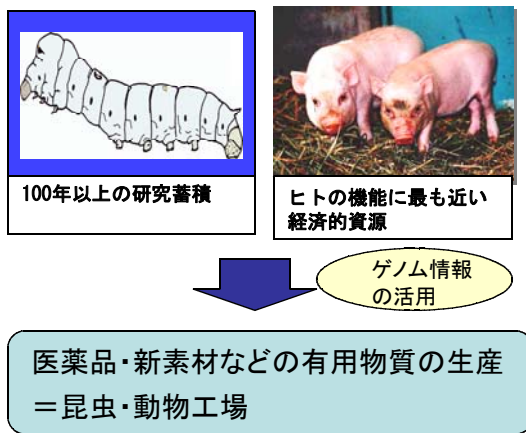 100年以上の研究蓄積
ヒトの機能に最も近い
経済的資源
ゲノム情報
の活用
医薬品・新素材などの有用物質の生産
＝昆虫・動物工場